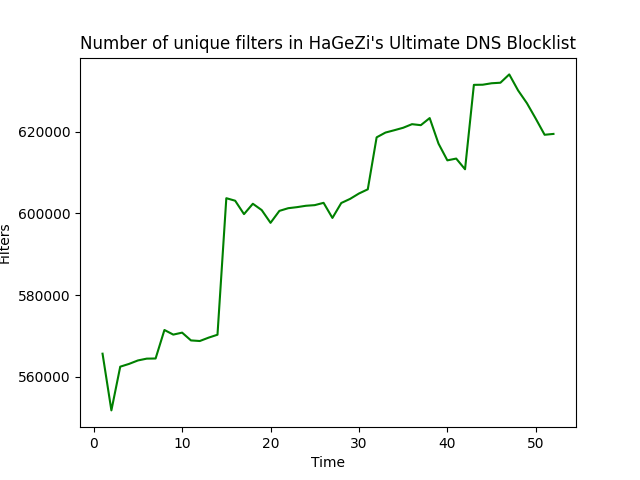 Number of unique filters in HaGeZi's Ultimate DNS Blocklist
620000
600000
580000
560000
Filters
0 10 20 30 40 50
Time